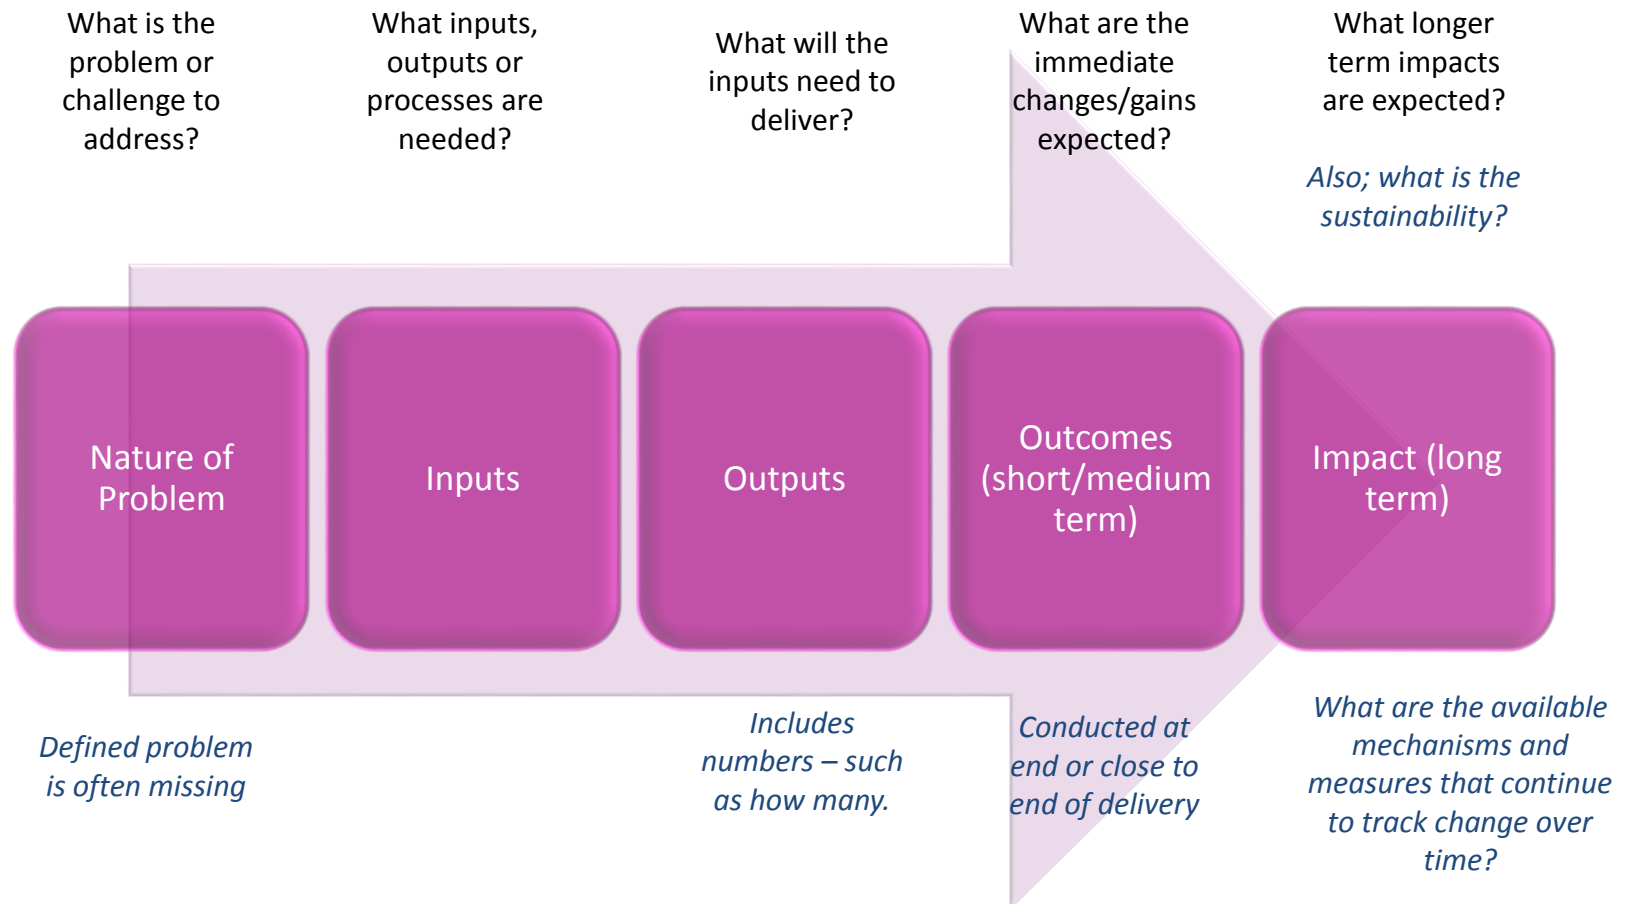 What is the
problem or
challenge to
address?
What inputs,
outputs or
processes are
needed?
What will the
inputs need to
deliver?
What are the
immediate
changes/gains
expected?
What longer
term impacts
are expected?
Also; what is the
sustainability?
Nature of
Problem
Inputs
Outputs
Outcomes
(short/medium
term)
Impact (long
term)
Defined problem
is often missing
Includes
numbers – such
as how many.
Conducted at
end or close to
end of delivery
What are the available
mechanisms and
measures that continue
to track change over
time?